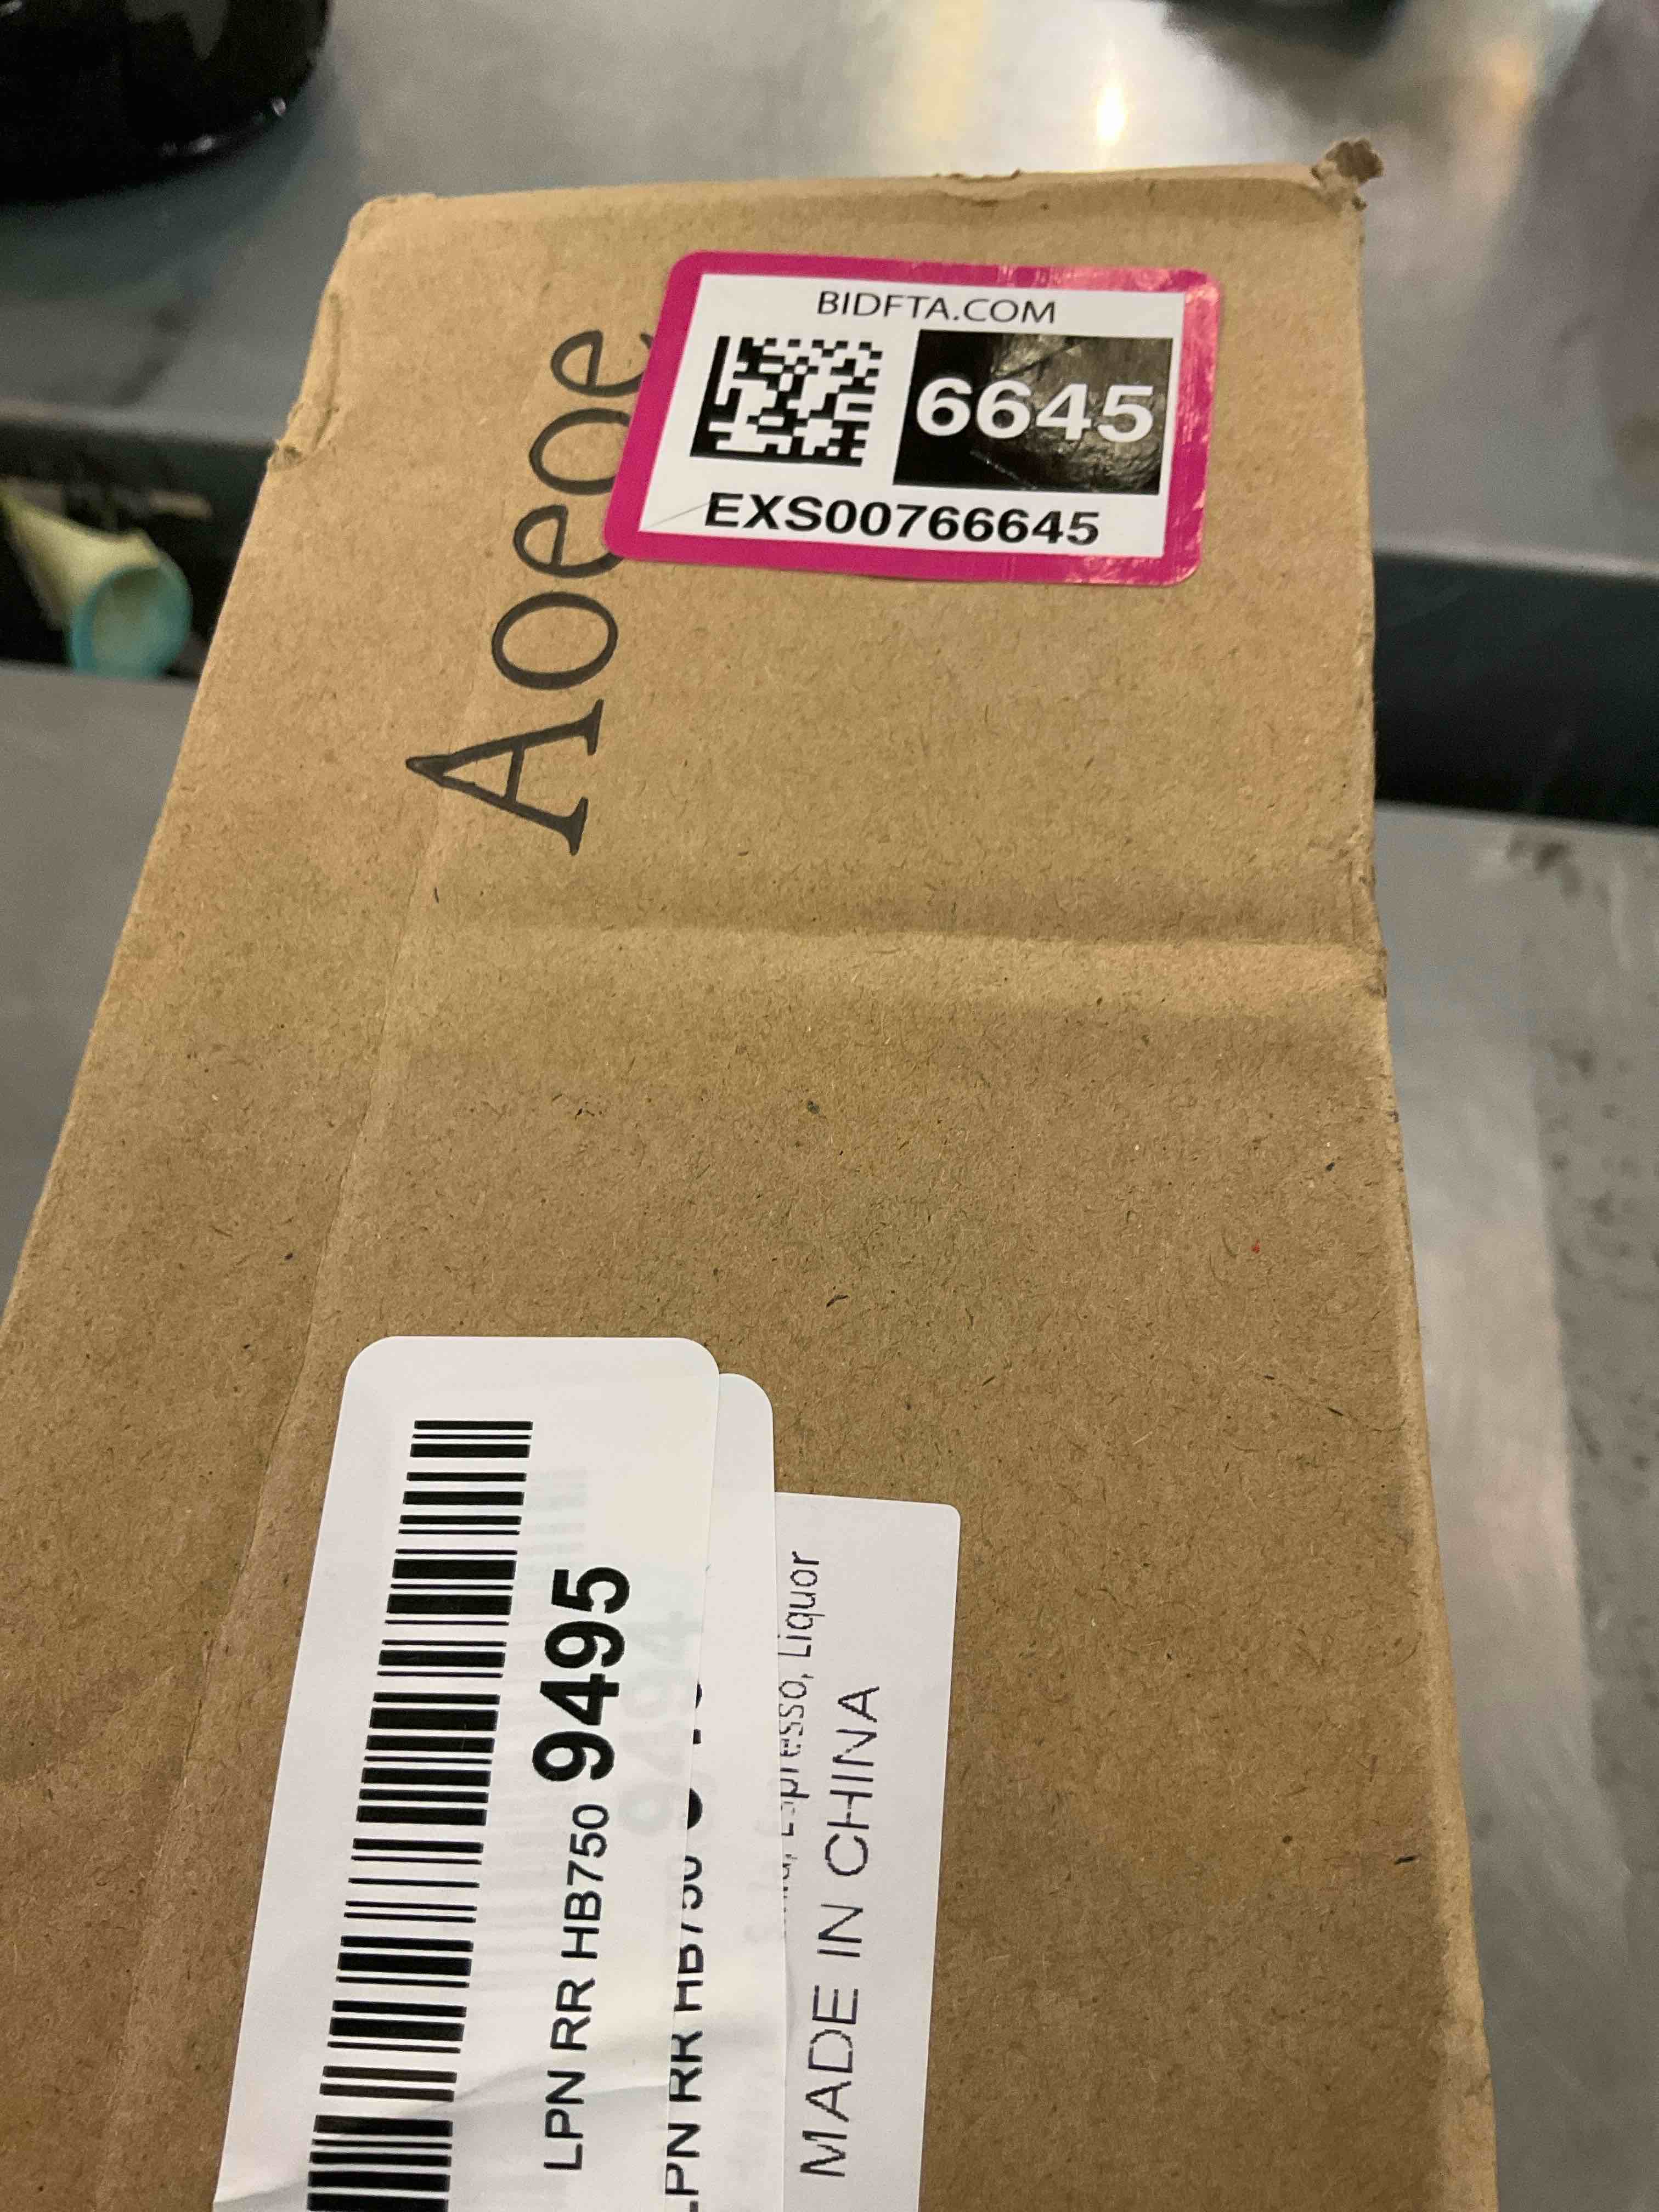 BIDFTA.COM
6645
EXS00766645
Aoeoe
LPN RR HB750 9495
LPN RR HB750
Espresso, Liquor
MADE IN CHINA